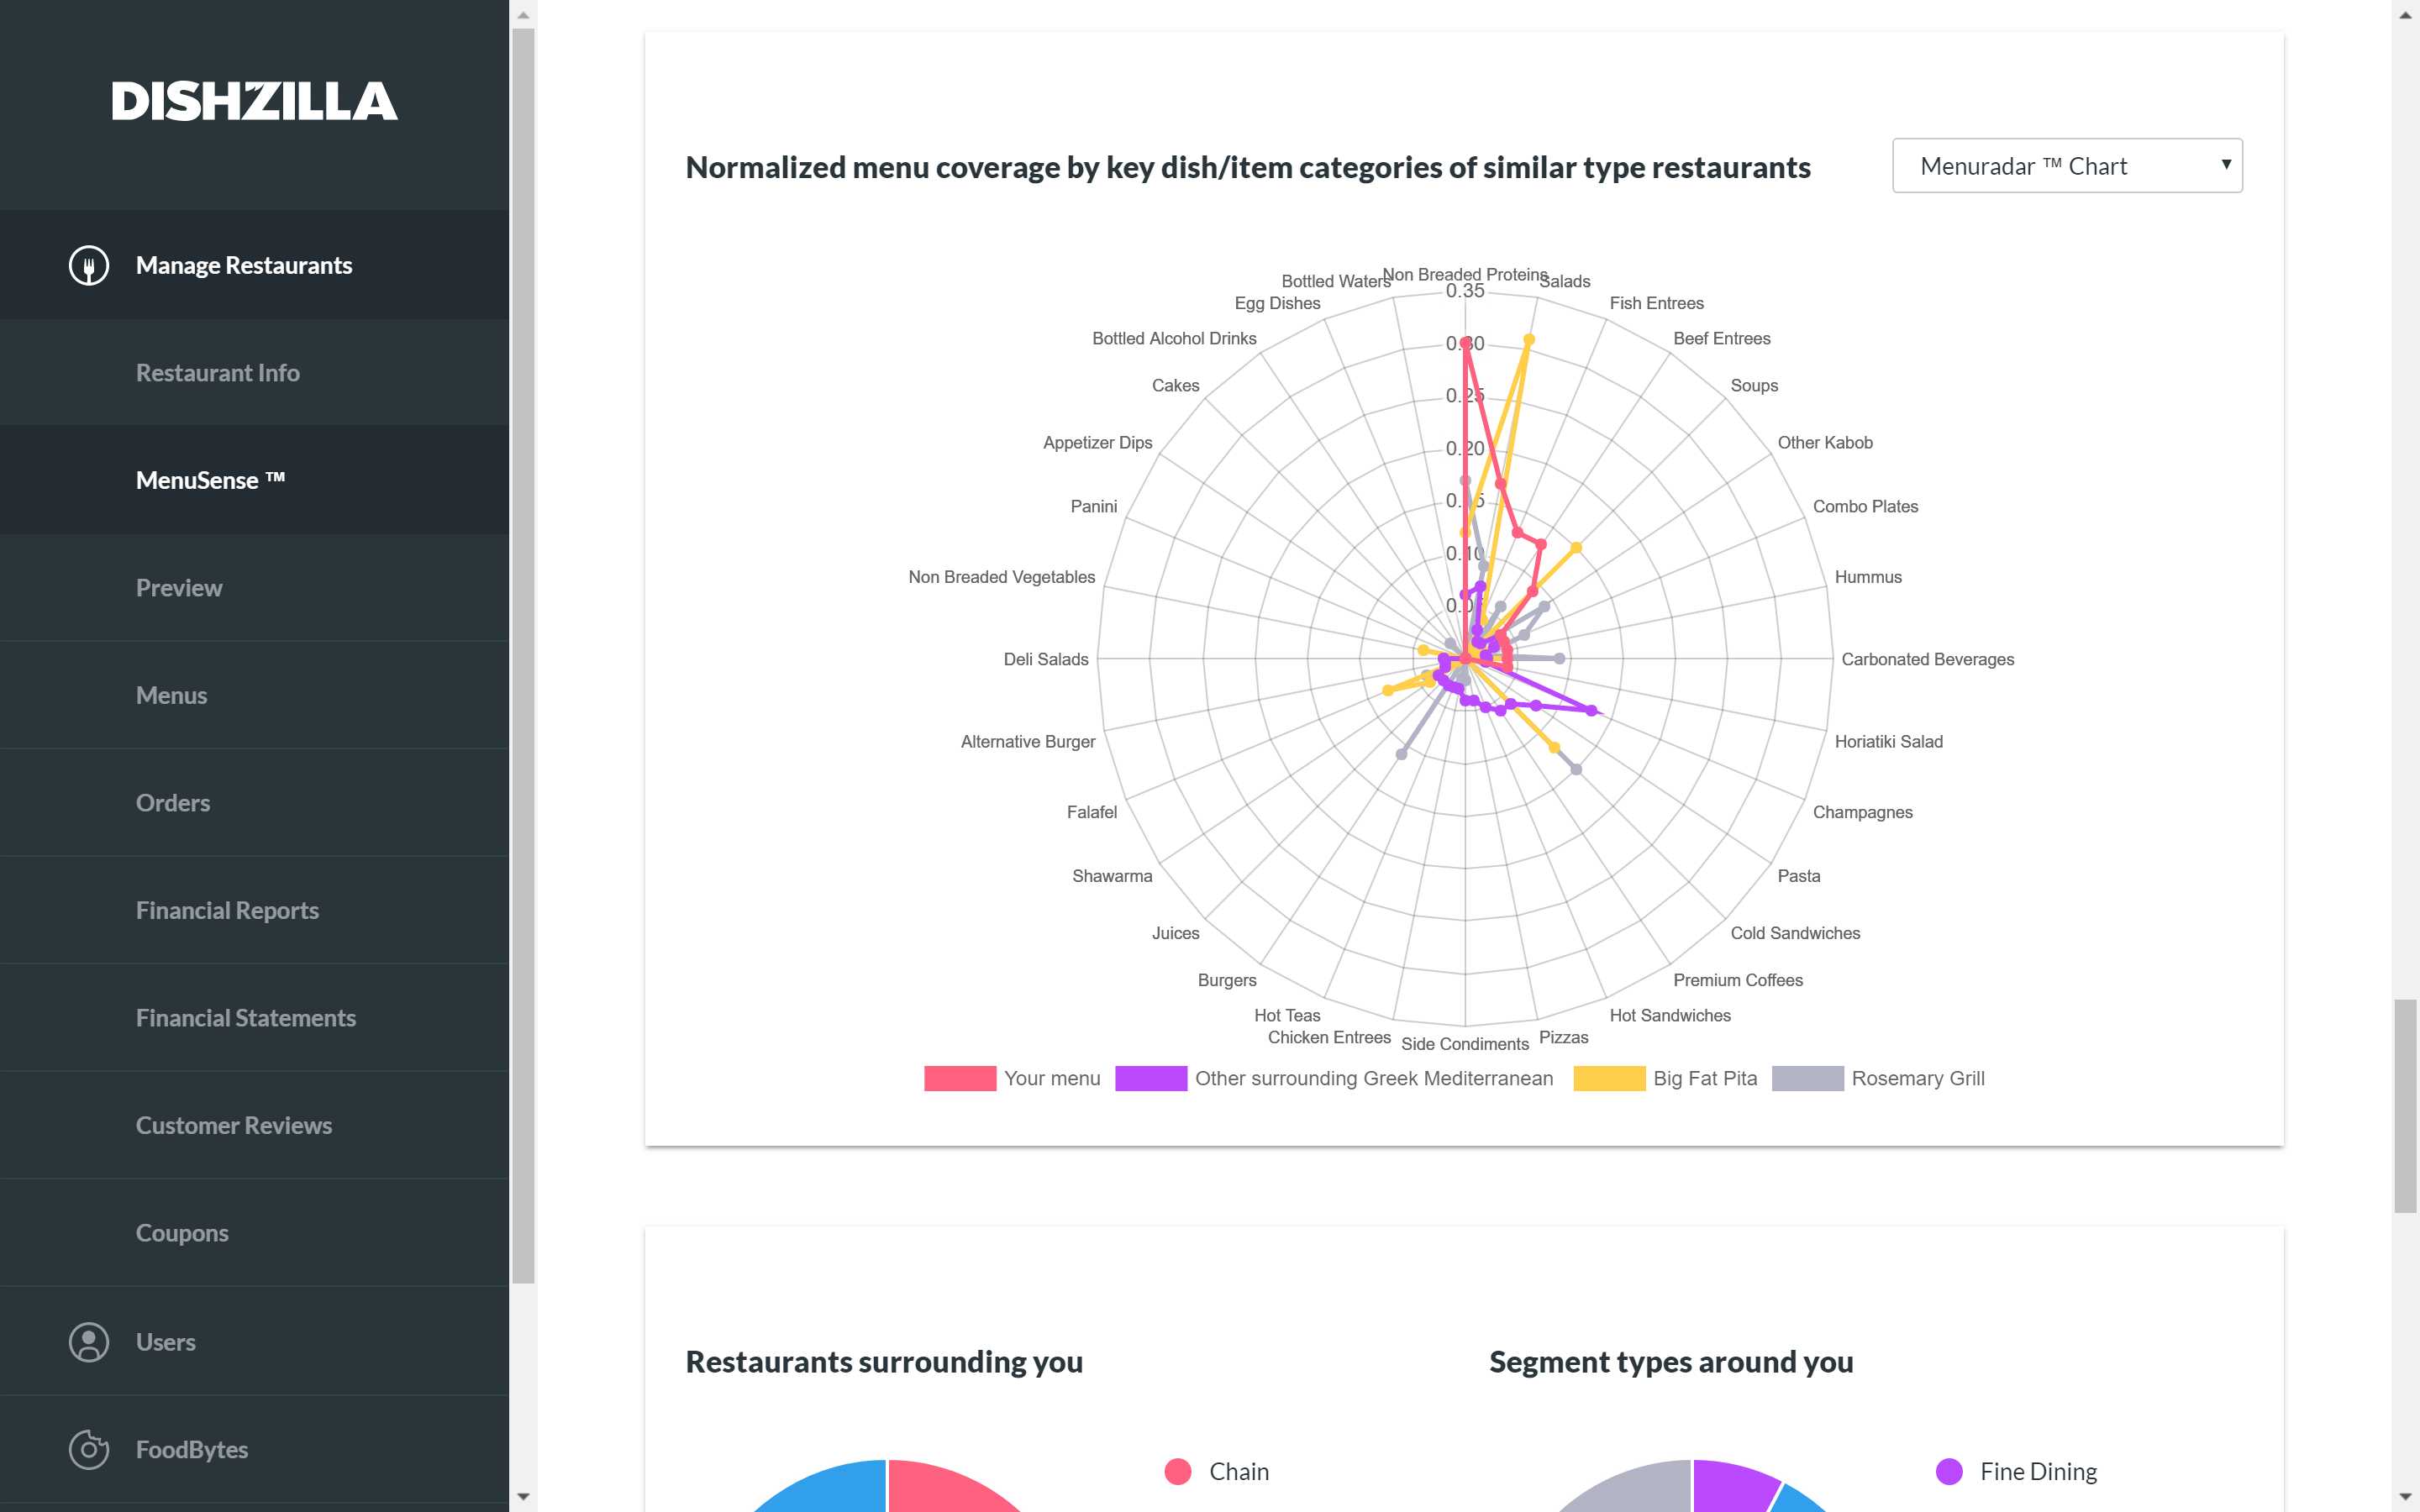 DISHZILLA
Manage Restaurants
Restaurant Info
MenuSense ™
Preview
Menus
Orders
Financial Reports
Financial Statements
Customer Reviews
Coupons
Users
FoodBytes
Normalized menu coverage by key dish/item categories of similar type restaurants
Menuradar ™ Chart
Non Breaded Proteins
Salads
Fish Entrees
Beef Entrees
Soups
Other Kabob
Combo Plates
Hummus
Carbonated Beverages
Horiatiki Salad
Champagnes
Pasta
Cold Sandwiches
Premium Coffees
Hot Sandwiches
Pizzas
Side Condiments
Chicken Entrees
Hot Teas
Burgers
Juices
Shawarma
Falafel
Alternative Burger
Deli Salads
Non Breaded Vegetables
Panini
Appetizer Dips
Cakes
Bottled Alcohol Drinks
Egg Dishes
Bottled Waters
0.35
0.30
0.25
0.20
0.15
0.10
Your menu
Other surrounding Greek Mediterranean
Big Fat Pita
Rosemary Grill
Restaurants surrounding you
Chain
Segment types around you
Fine Dining